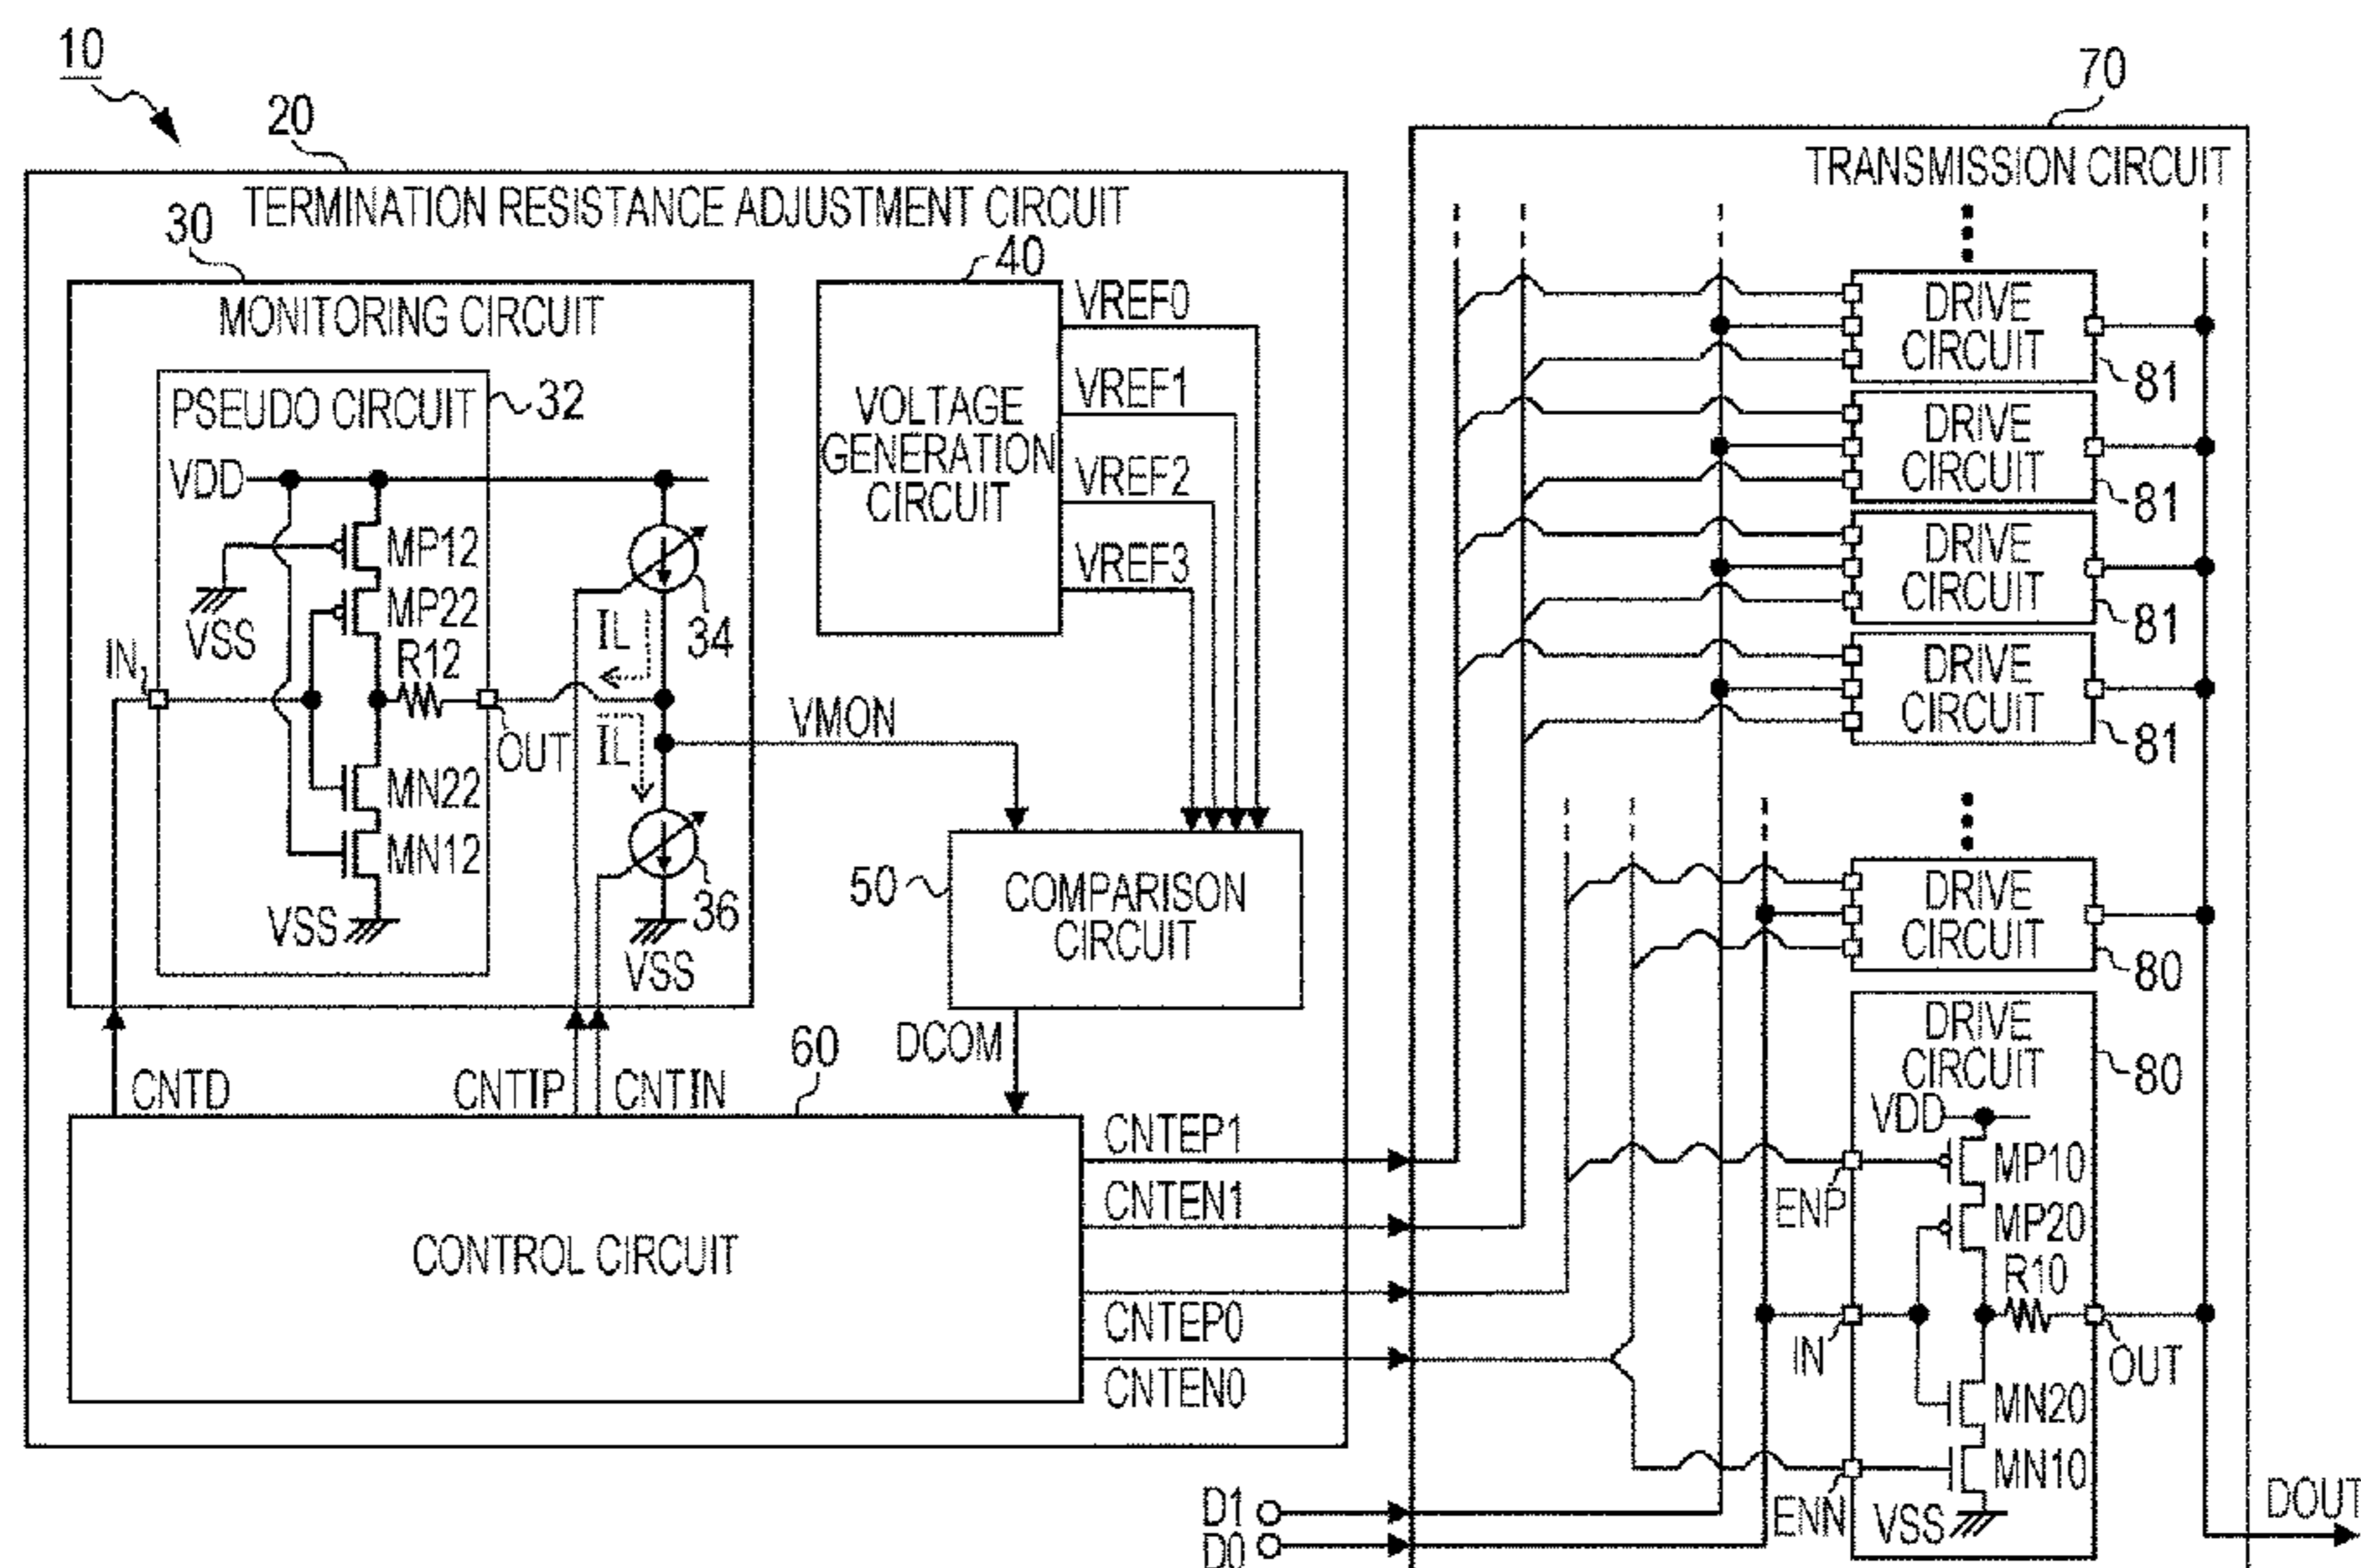 10
20
70
TERMINATION RESISTANCE ADJUSTMENT CIRCUIT
TRANSMISSION CIRCUIT
30
MONITORING CIRCUIT
40
VOLTAGE
GENERATION
CIRCUIT
VREF0
VREF1
VREF2
VREF3
PSEUDO CIRCUIT
32
VDD
MP12
VSS
MP22
IN
R12
OUT
MN22
MN12
VSS
IL
34
IL
36
VSS
VMON
50
COMPARISON
CIRCUIT
DCOM
CNTD
CNTIP
CNTIN
60
CONTROL CIRCUIT
CNTEP1
CNTEN1
CNTEP0
CNTEN0
DRIVE
CIRCUIT
81
DRIVE
CIRCUIT
81
DRIVE
CIRCUIT
81
DRIVE
CIRCUIT
81
DRIVE
CIRCUIT
80
DRIVE
CIRCUIT
80
VDD
MP10
ENP
MP20
R10
IN
OUT
MN20
MN10
ENN
VSS
D1
D0
DOUT